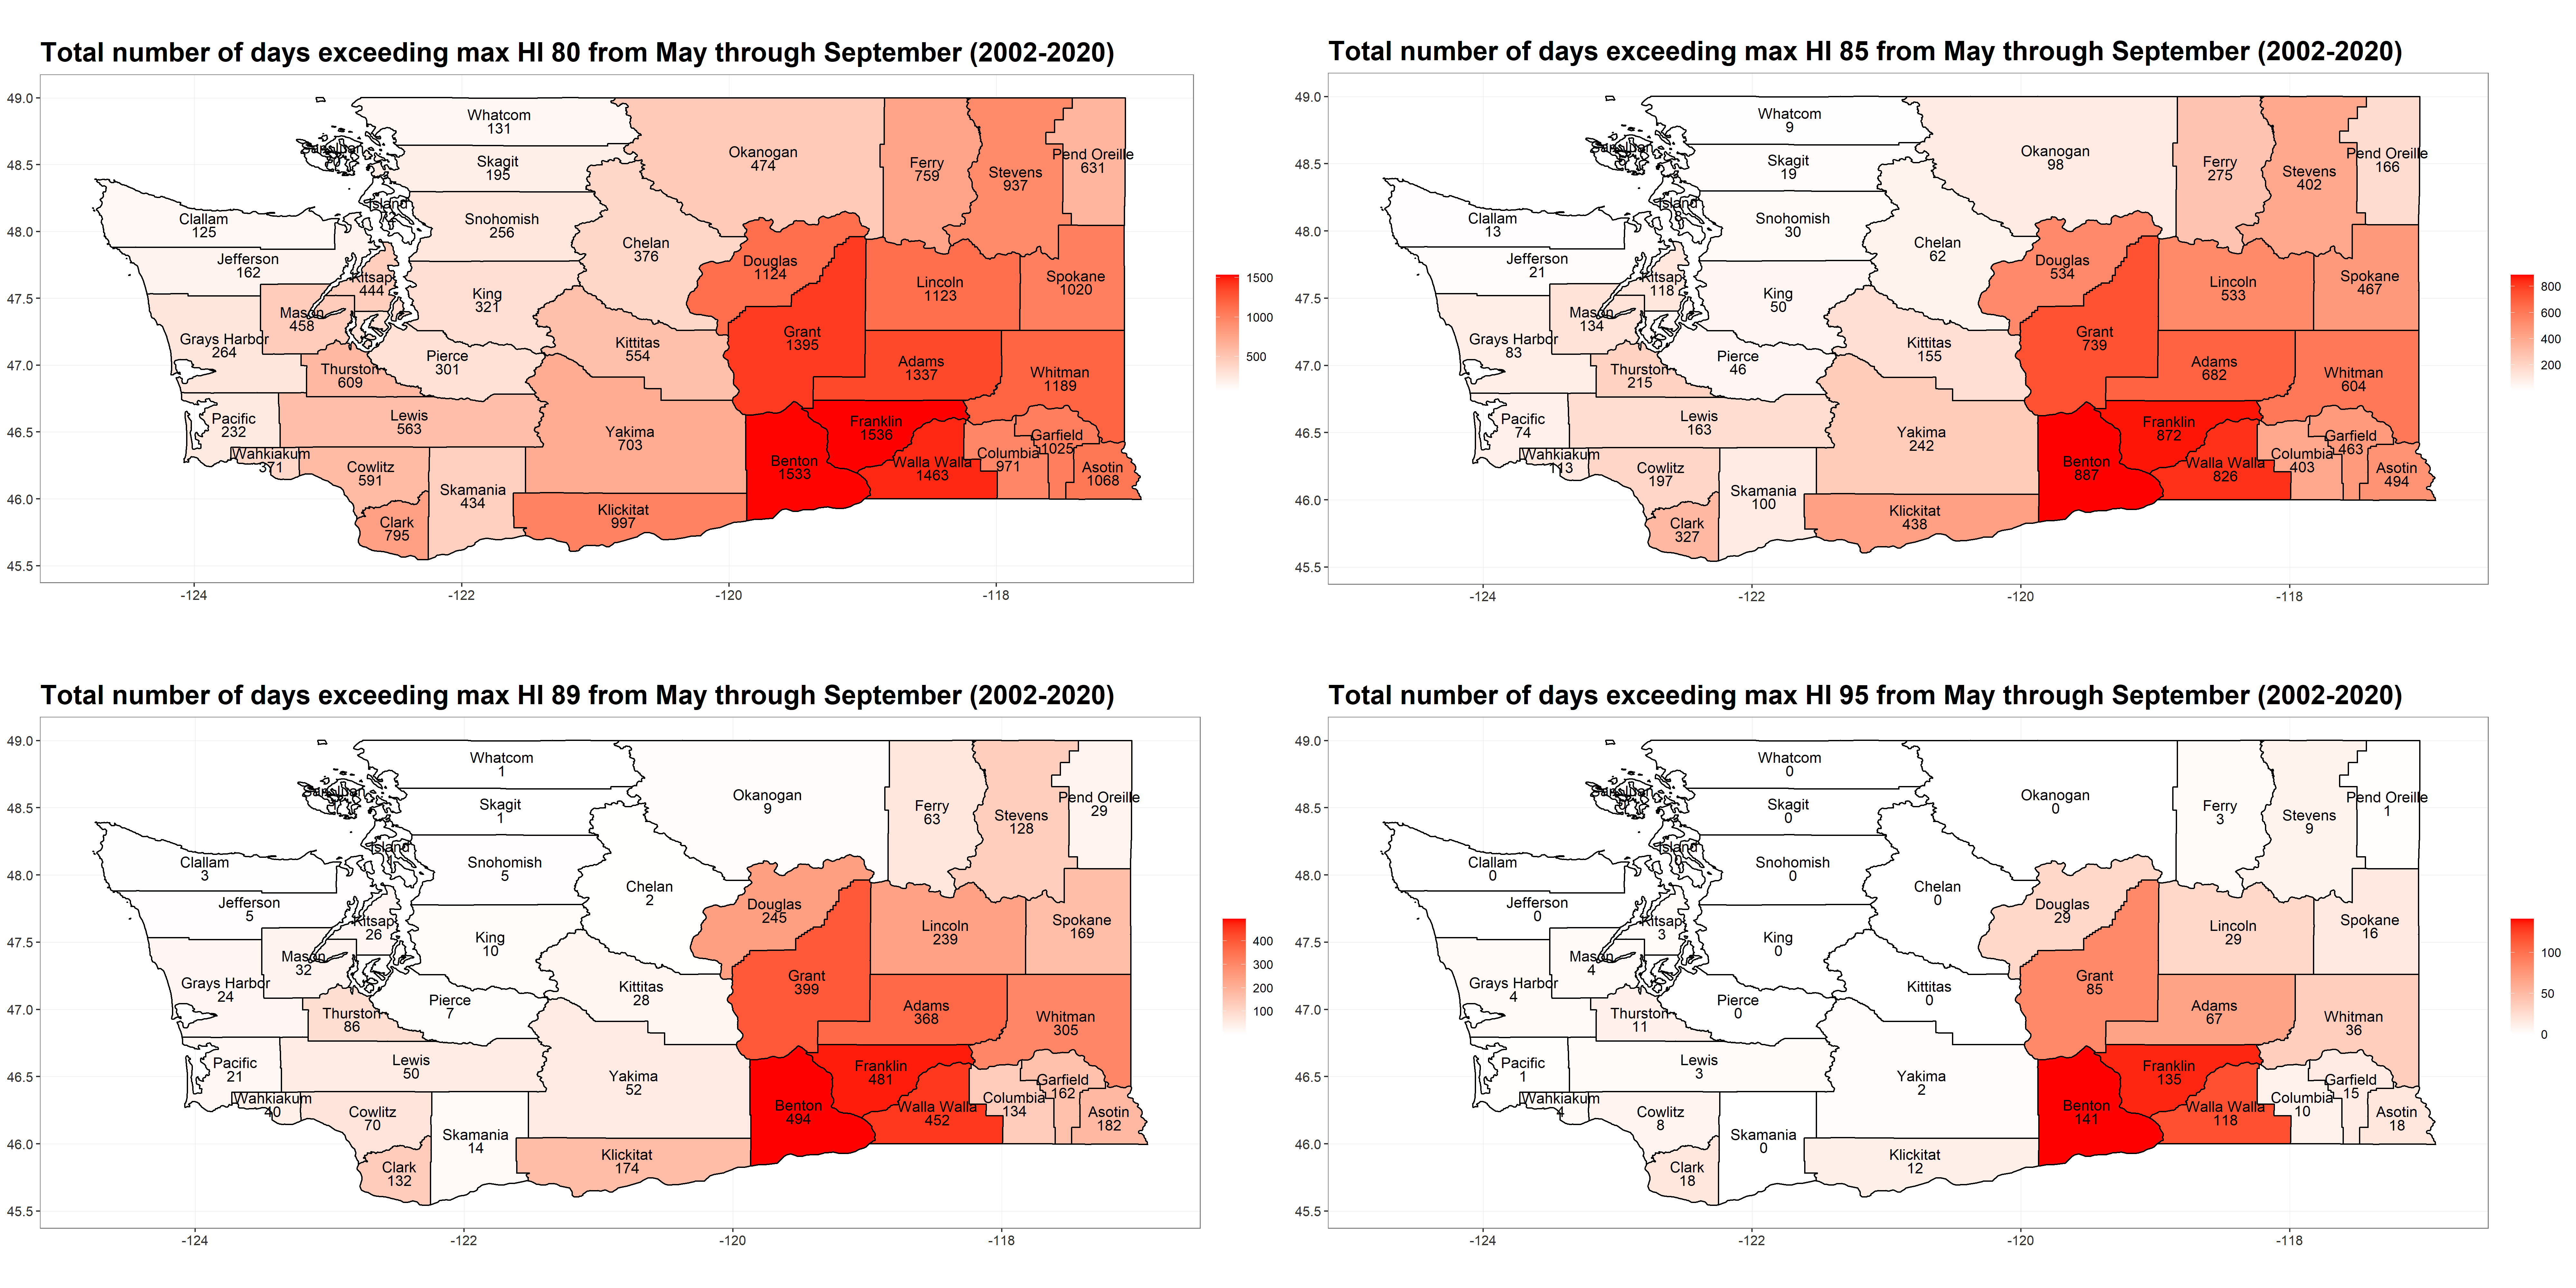 Total number of days exceeding max HI 80 from May through September (2002-2020)
49.0
48.5
48.0
47.5
47.0
46.5
46.0
45.5
-124
-122
-120
-118
Whatcom
131
Skagit
195
Okanogan
474
Ferry
759
Stevens
937
Pend Oreille
631
Island
Clallam
125
Snohomish
256
Chelan
376
Jefferson
162
Kitsap
444
Douglas
1124
Lincoln
1123
Spokane
1020
King
321
Mason
458
Grays Harbor
264
Grant
1395
Kittitas
554
Pierce
301
Thurston
609
Adams
1337
Whitman
1189
Pacific
232
Lewis
563
Yakima
703
Franklin
1536
Garfield
1025
Wahkiakum
371
Cowlitz
591
Benton
1533
Walla Walla
1463
Columbia
971
Asotin
1068
Skamania
434
Clark
795
Klickitat
997
1500
1000
500
Total number of days exceeding max HI 85 from May through September (2002-2020)
49.0
48.5
48.0
47.5
47.0
46.5
46.0
45.5
-124
-122
-120
-118
Whatcom
9
Skagit
19
Okanogan
98
Ferry
275
Stevens
402
Pend Oreille
166
Island
8
Clallam
13
Snohomish
30
Chelan
62
Jefferson
21
Kitsap
118
Douglas
534
Lincoln
533
Spokane
467
King
50
Mason
134
Grays Harbor
83
Grant
739
Kittitas
155
Pierce
46
Thurston
215
Adams
682
Whitman
604
Pacific
74
Lewis
163
Yakima
242
Franklin
872
Garfield
463
Wahkiakum
113
Cowlitz
197
Benton
887
Walla Walla
826
Columbia
403
Asotin
494
Skamania
100
Clark
327
Klickitat
438
800
600
400
200
Total number of days exceeding max HI 89 from May through September (2002-2020)
49.0
48.5
48.0
47.5
47.0
46.5
46.0
45.5
-124
-122
-120
-118
Whatcom
1
Skagit
1
Okanogan
9
Ferry
63
Stevens
128
Pend Oreille
29
Island
Clallam
3
Snohomish
5
Chelan
2
Jefferson
5
Kitsap
26
Douglas
245
Lincoln
239
Spokane
169
King
10
Mason
32
Grays Harbor
24
Grant
399
Kittitas
28
Pierce
7
Thurston
86
Adams
368
Whitman
305
Pacific
21
Lewis
50
Yakima
52
Franklin
481
Garfield
162
Wahkiakum
40
Cowlitz
70
Benton
494
Walla Walla
452
Columbia
134
Asotin
182
Skamania
14
Clark
132
Klickitat
174
400
300
200
100
Total number of days exceeding max HI 95 from May through September (2002-2020)
49.0
48.5
48.0
47.5
47.0
46.5
46.0
45.5
-124
-122
-120
-118
Whatcom
0
Skagit
0
Okanogan
0
Ferry
3
Stevens
9
Pend Oreille
1
Island
0
Clallam
0
Snohomish
0
Chelan
0
Jefferson
0
Kitsap
3
Douglas
29
Lincoln
29
Spokane
16
King
0
Mason
4
Grays Harbor
4
Grant
85
Kittitas
0
Pierce
0
Thurston
11
Adams
67
Whitman
36
Pacific
1
Lewis
3
Yakima
2
Franklin
135
Garfield
15
Wahkiakum
4
Cowlitz
8
Benton
141
Walla Walla
118
Columbia
10
Asotin
18
Skamania
0
Clark
18
Klickitat
12
100
50
0